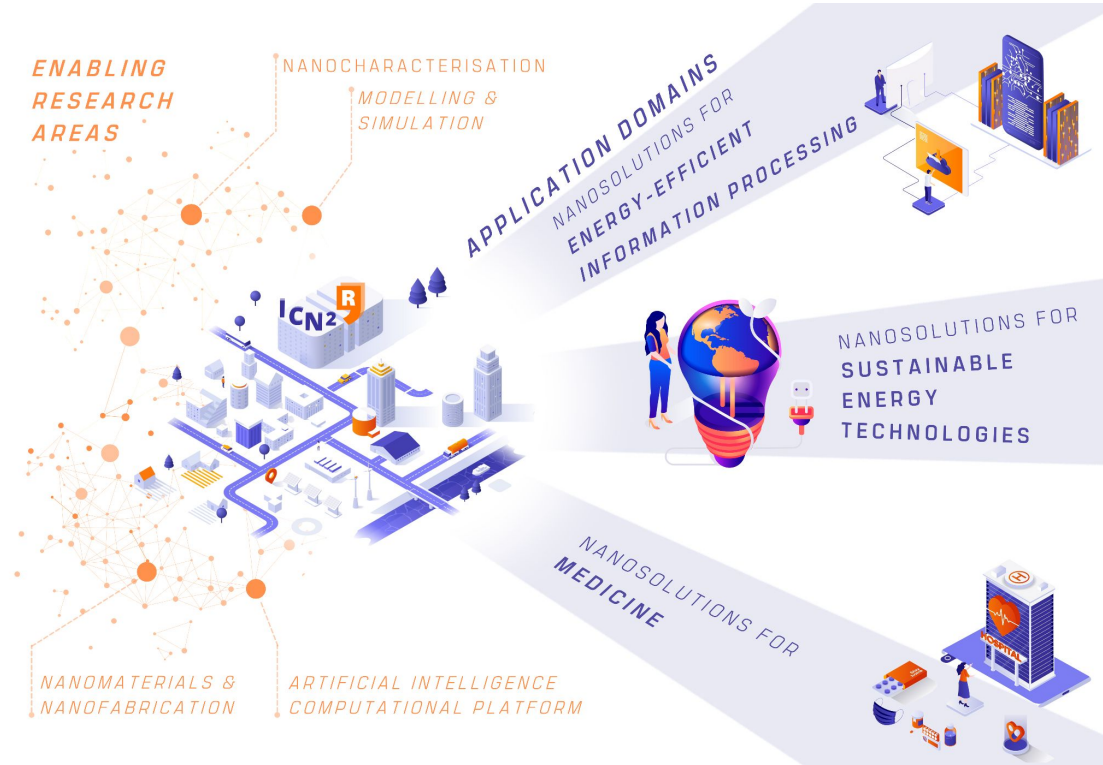 ENABLING
RESEARCH
AREAS
NANOCHARACTERISATION
MODELLING &
SIMULATION
APPLICATION DOMAINS
NANOSOLUTIONS FOR
ENERGY-EFFICIENT
INFORMATION PROCESSING
ICN2
R
NANOSOLUTIONS FOR
SUSTAINABLE
ENERGY
TECHNOLOGIES
NANOSOLUTIONS FOR
MEDICINE
H
HOSPITAL
NANOMATERIALS &
NANOFABRICATION
ARTIFICIAL INTELLIGENCE
COMPUTATIONAL PLATFORM